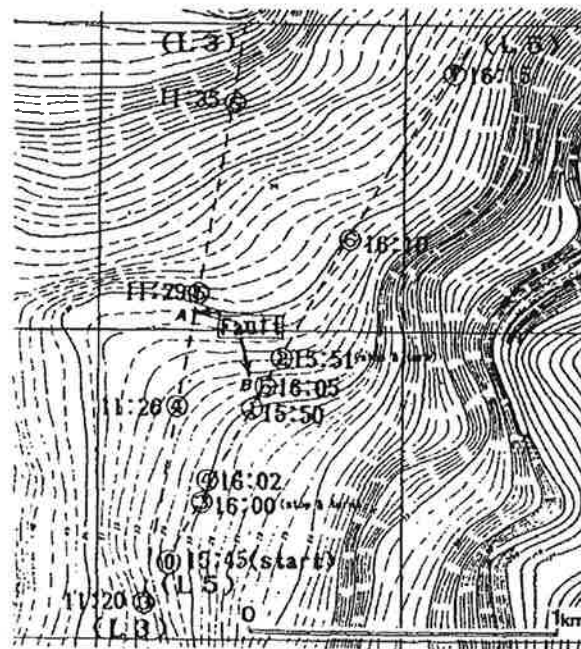 (L 3)
(L 5)
11:35
16:15
16:10
11:29
A
Fault
15:51
B
16:05
11:26
15:50
16:02
16:00
15:45(start)
(L 5)
11:20
(L 3)
0
1km